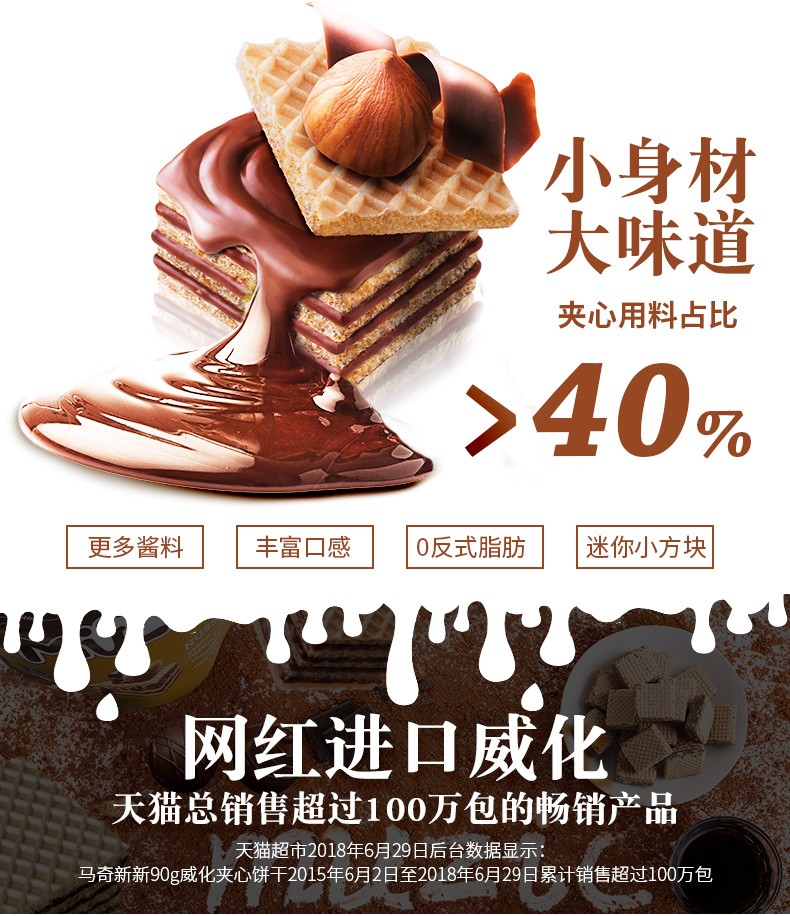 小身材
大味道
夹心用料占比
>40%
更多酱料
丰富口感
0反式脂肪
迷你小方块
网红进口威化
天猫总销售超过100万包的畅销产品
天猫超市2018年6月29日后台数据显示：
马奇新新90g威化夹心饼干2015年6月2日至2018年6月29日累计销售超过100万包